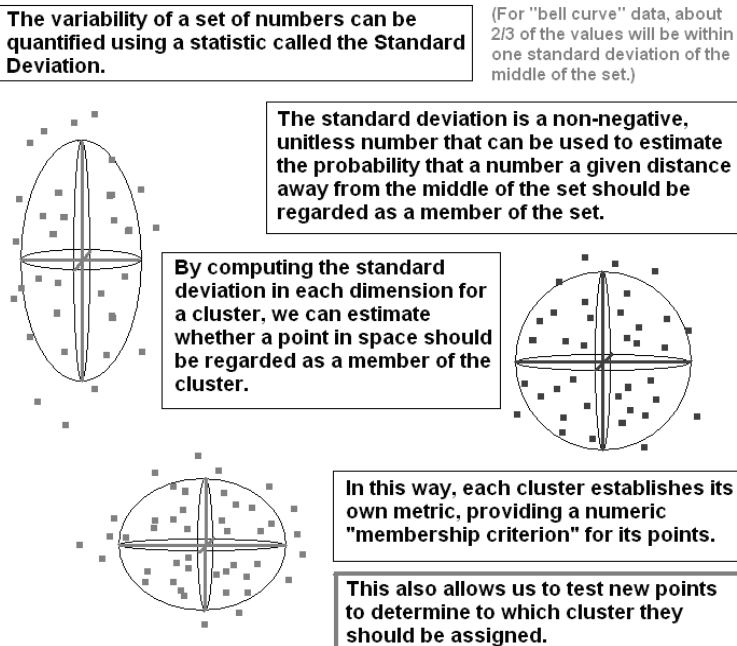 The variability of a set of numbers can be
quantified using a statistic called the Standard
Deviation.
(For "bell curve" data, about
2/3 of the values will be within
one standard deviation of the
middle of the set.)
The standard deviation is a non-negative,
unitless number that can be used to estimate
the probability that a number a given distance
away from the middle of the set should be
regarded as a member of the set.
By computing the standard
deviation in each dimension for
a cluster, we can estimate
whether a point in space should
be regarded as a member of the
cluster.
In this way, each cluster establishes its
own metric, providing a numeric
"membership criterion" for its points.
This also allows us to test new points
to determine to which cluster they
should be assigned.